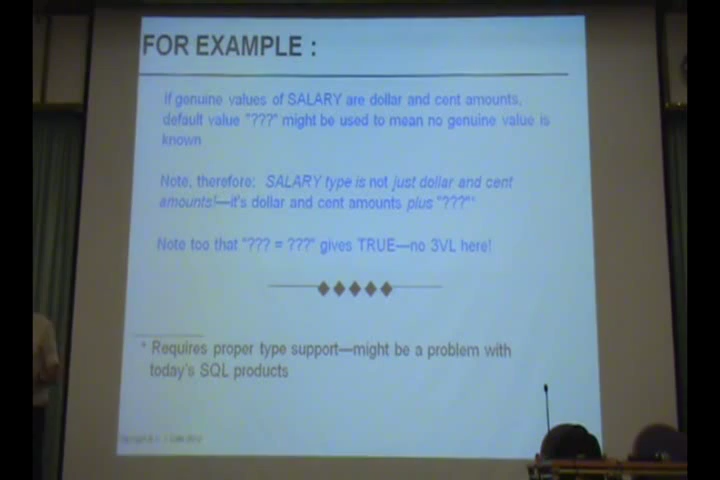 FOR EXAMPLE :
If genuine values of SALARY are dollar and cent amounts,
default value "???" might be used to mean no genuine value is
known
Note, therefore: SALARY type is not just dollar and cent
amounts!—it's dollar and cent amounts plus "???"*
Note too that "??? = ???" gives TRUE—no 3VL here!
* Requires proper type support—might be a problem with
today's SQL products